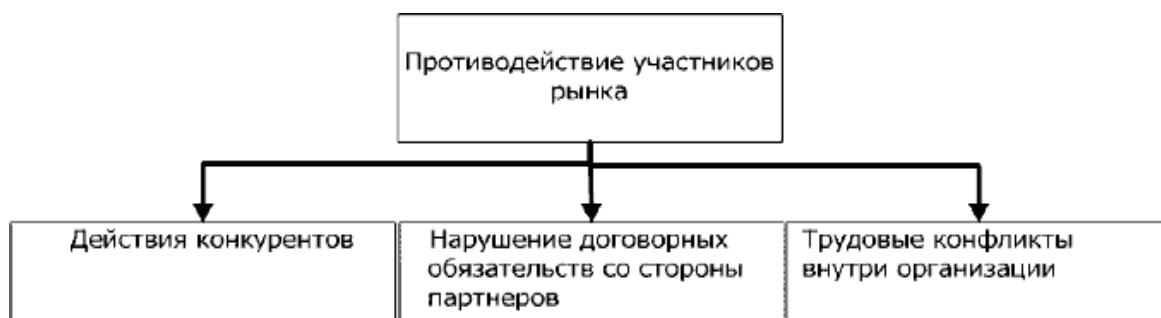 Противодействие участников
рынка
Действия конкурентов
Нарушение договорных
обязательств со стороны
партнеров
Трудовые конфликты
внутри организации